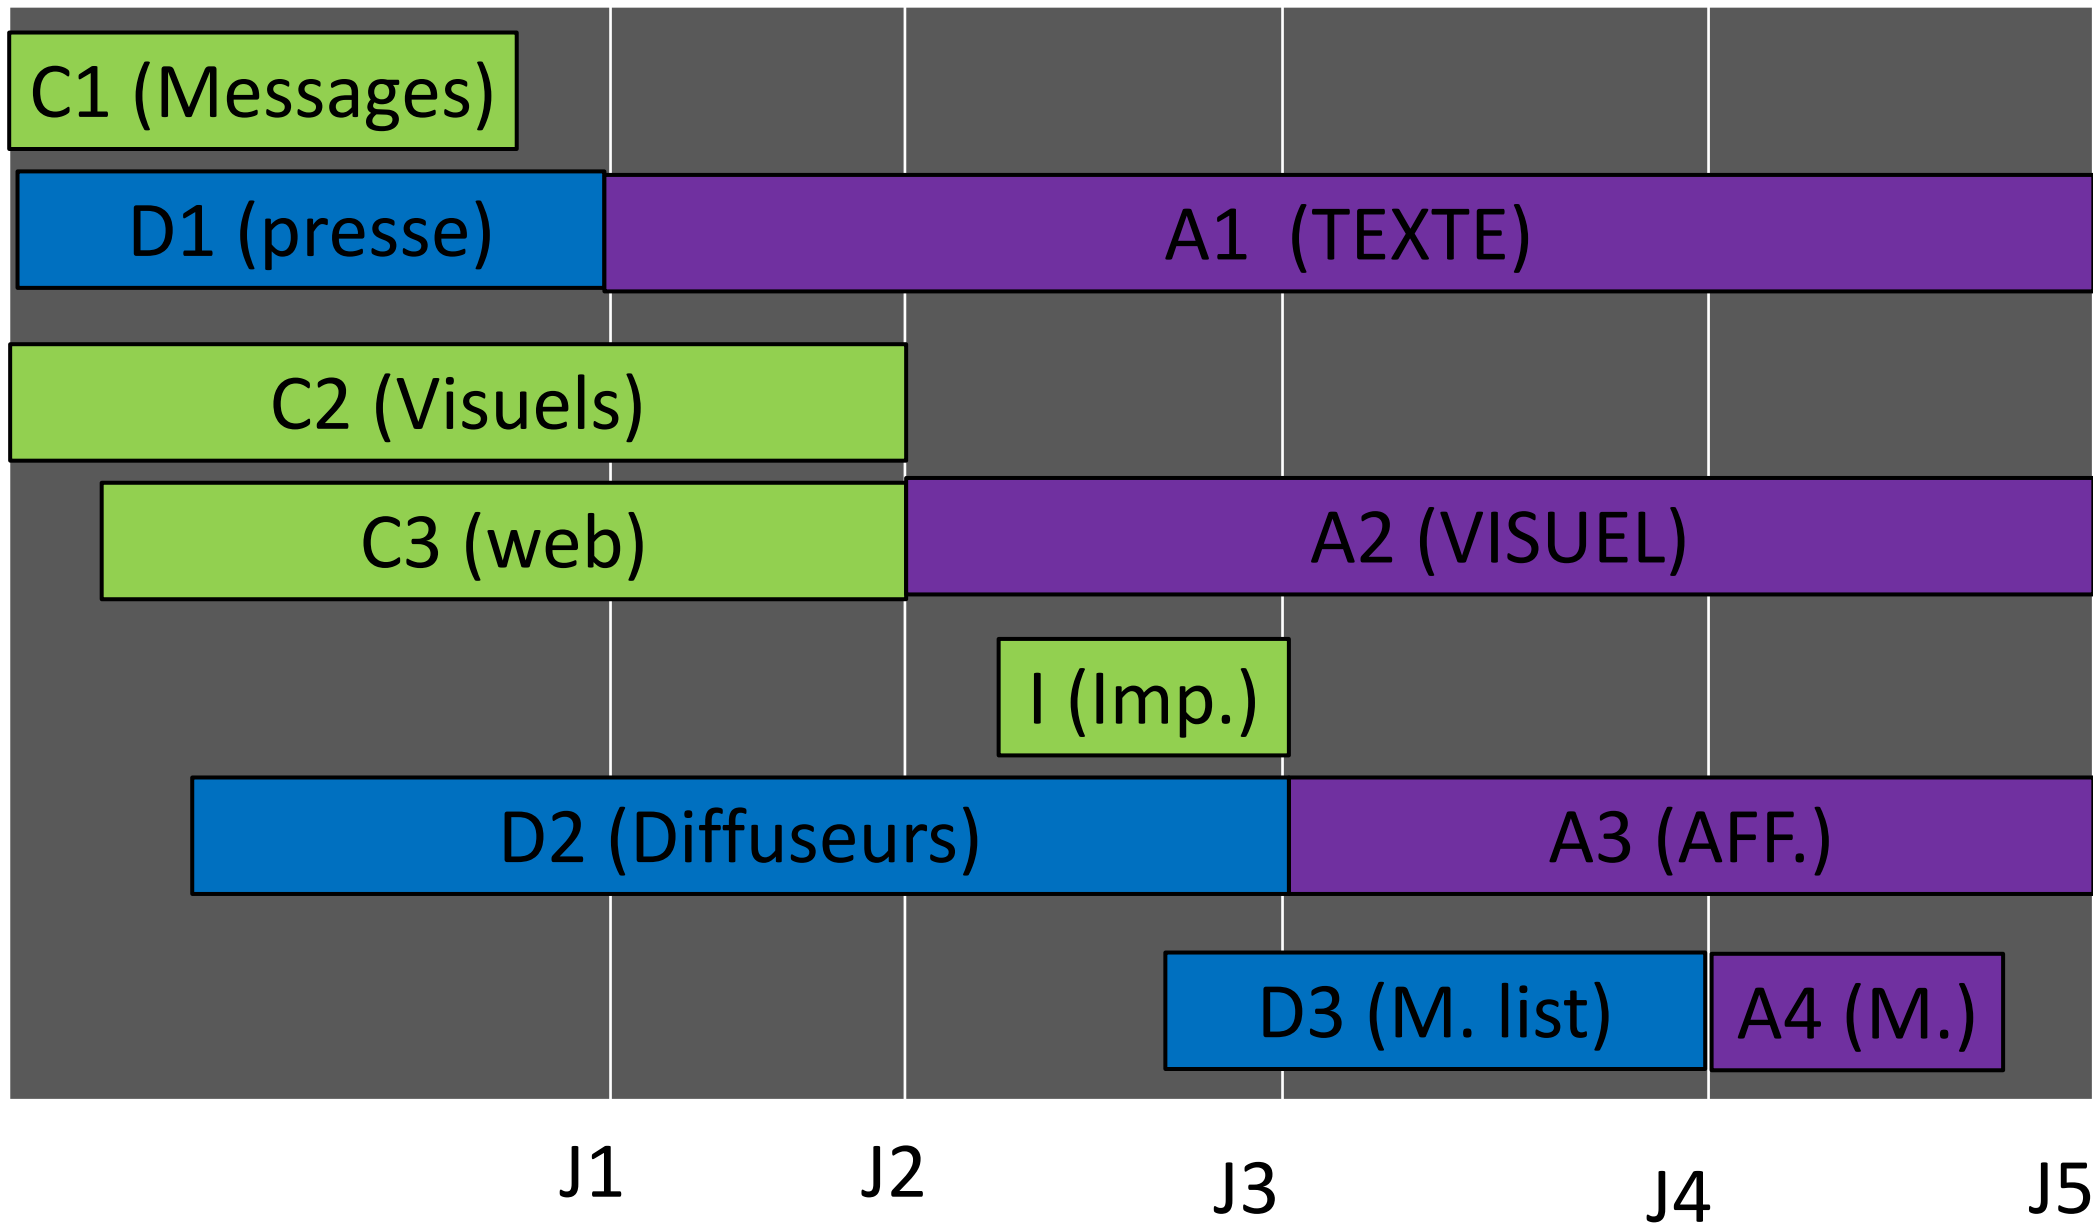 C1 (Messages)
D1 (presse)
A1 (TEXTE)
C2 (Visuels)
C3 (web)
A2 (VISUEL)
I (Imp.)
D2 (Diffuseurs)
A3 (AFF.)
D3 (M. list)
A4 (M.)
J1
J2
J3
J4
J5